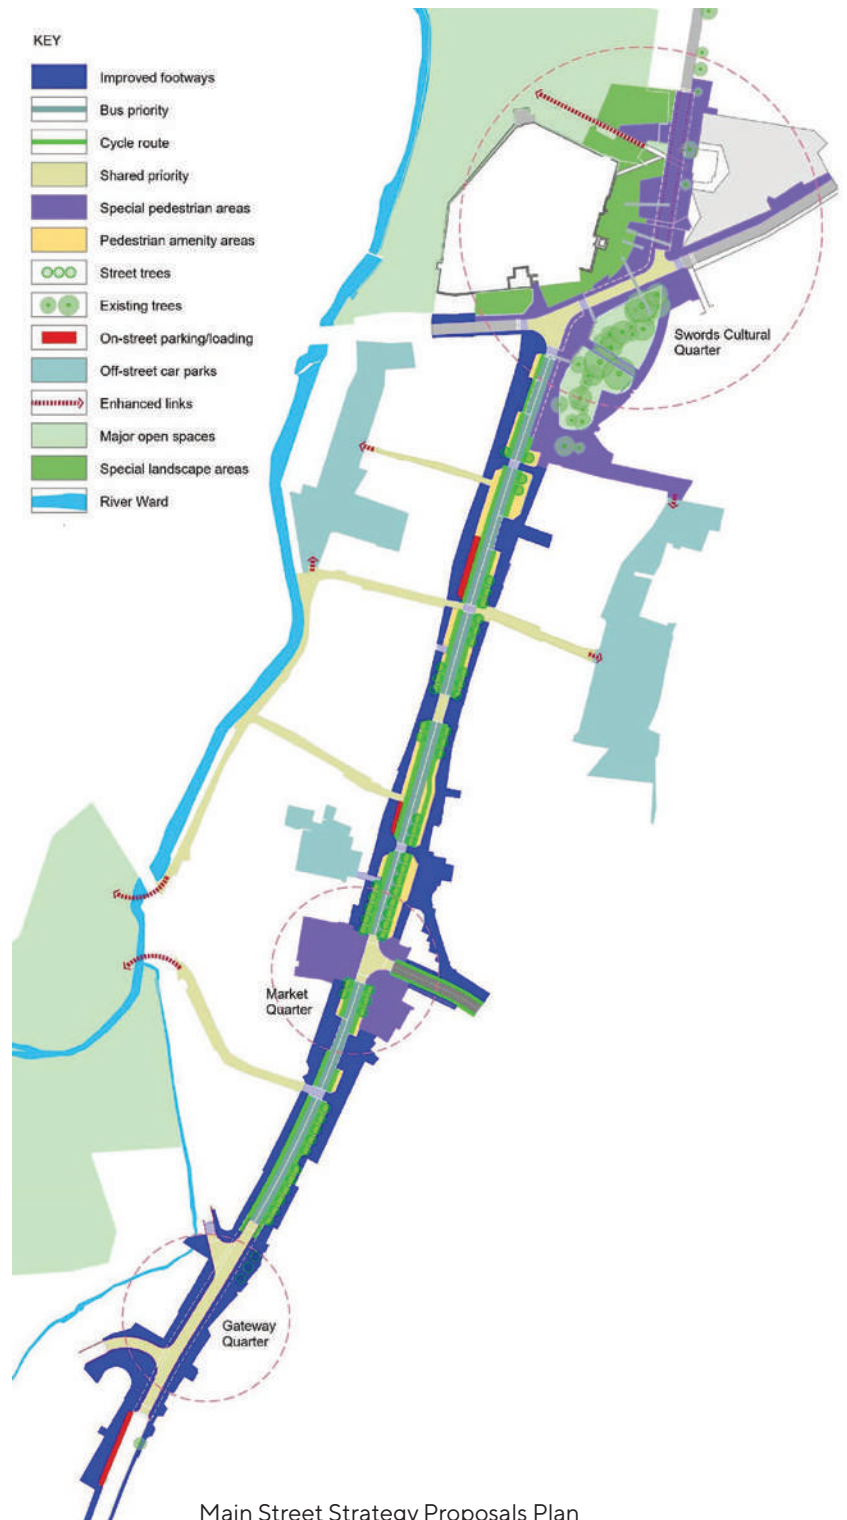 KEY
Improved footways
Bus priority
Cycle route
Shared priority
Special pedestrian areas
Pedestrian amenity areas
Street trees
Existing trees
On-street parking/loading
Off-street car parks
Enhanced links
Major open spaces
Special landscape areas
River Ward
Swords Cultural
Quarter
Market
Quarter
Gateway
Quarter
Main Street Strategy Proposals Plan